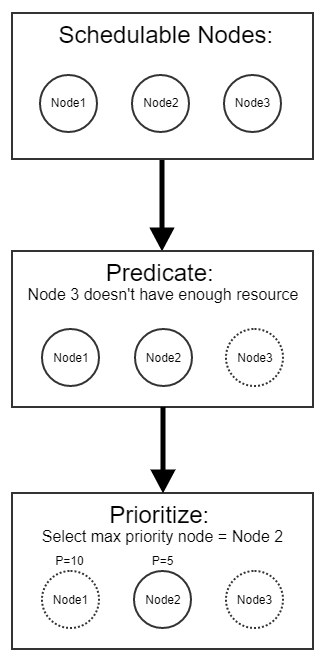 Schedulable Nodes:
Node1 Node2 Node3
Predicate:
Node 3 doesn't have enough resource
Node1 Node2 Node3
Prioritize:
Select max priority node = Node 2
P=10 P=5
Node1 Node2 Node3